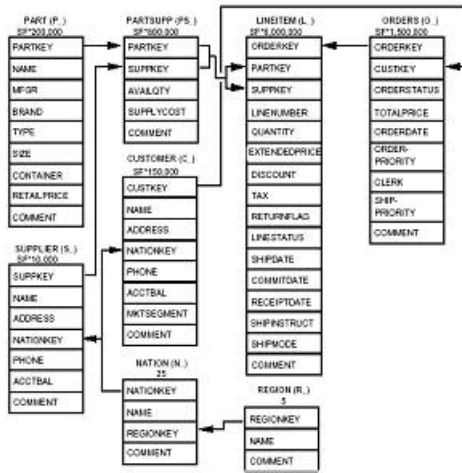 PART (P_)
SF*200,000
PARTKEY
NAME
MFGR
BRAND
TYPE
SIZE
CONTAINER
RETAILPRICE
COMMENT
SUPPLIER (S_)
SF*10,000
SUPPKEY
NAME
ADDRESS
NATIONKEY
PHONE
ACCTBAL
COMMENT
PARTSUPP (PS_)
SF*800,000
PARTKEY
SUPPKEY
AVAILQTY
SUPPLYCOST
COMMENT
CUSTOMER (C_)
SF*150,000
CUSTKEY
NAME
ADDRESS
NATIONKEY
PHONE
ACCTBAL
MKTSEGMENT
COMMENT
NATION (N_)
25
NATIONKEY
NAME
REGIONKEY
COMMENT
LINEITEM (L_)
SF*6,000,000
ORDERKEY
PARTKEY
SUPPKEY
LINENUMBER
QUANTITY
EXTENDEDPRICE
DISCOUNT
TAX
RETURNFLAG
LINESTATUS
SHIPDATE
COMMITDATE
RECEIPTDATE
SHIPINSTRUCT
SHIPMODE
COMMENT
REGION (R_)
5
REGIONKEY
NAME
COMMENT
ORDERS (O_)
SF*1,500,000
ORDERKEY
CUSTKEY
ORDERSTATUS
TOTALPRICE
ORDERDATE
ORDER-
PRIORITY
CLERK
SHIP-
PRIORITY
COMMENT